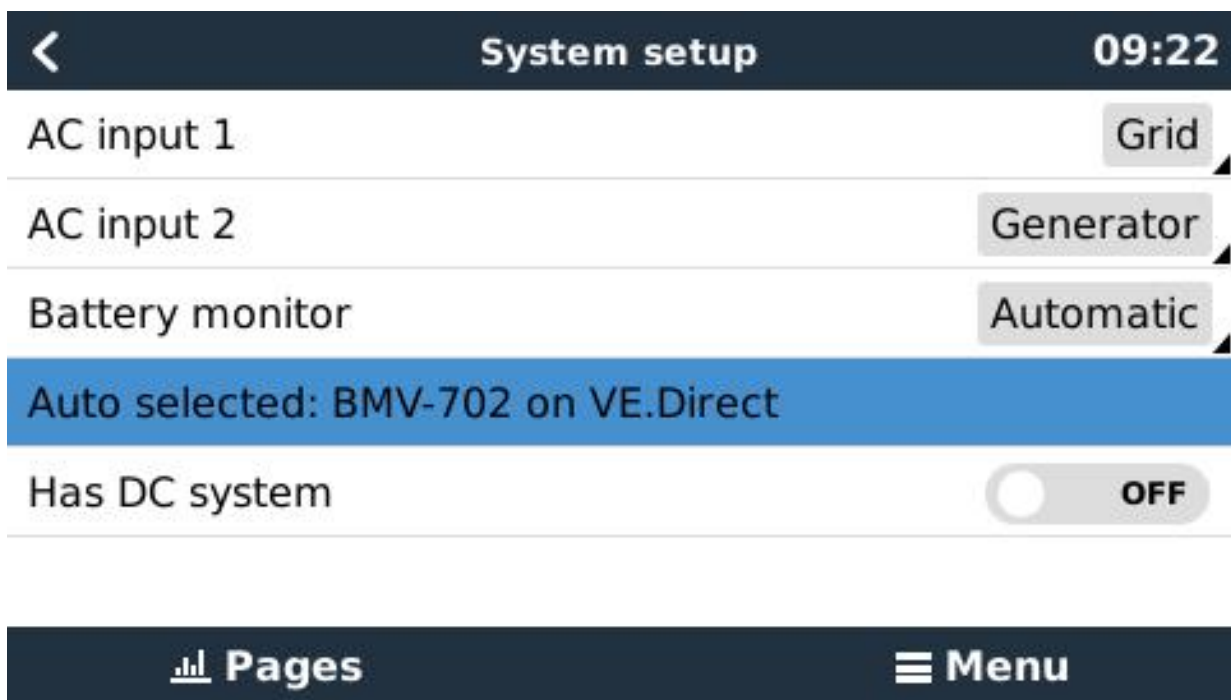 System setup 09:22
AC input 1 Grid
AC input 2 Generator
Battery monitor Automatic
Auto selected: BMV-702 on VE.Direct
Has DC system OFF
Pages Menu